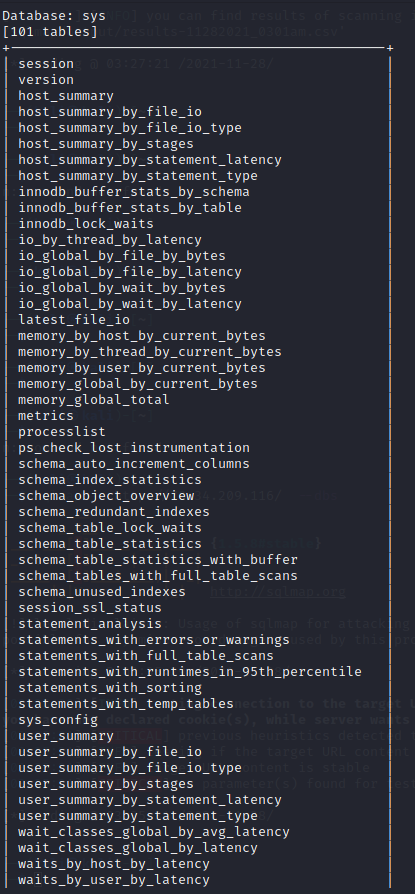 Database: sys
[101 tables]
+-----------------------------------------------+
| session |
| version |
| host_summary |
| host_summary_by_file_io |
| host_summary_by_file_io_type |
| host_summary_by_stages |
| host_summary_by_statement_latency |
| host_summary_by_statement_type |
| innodb_buffer_stats_by_schema |
| innodb_buffer_stats_by_table |
| innodb_lock_waits |
| io_by_thread_by_latency |
| io_global_by_file_by_bytes |
| io_global_by_file_by_latency |
| io_global_by_wait_by_bytes |
| io_global_by_wait_by_latency |
| latest_file_io |
| memory_by_host_by_current_bytes |
| memory_by_thread_by_current_bytes |
| memory_by_user_by_current_bytes |
| memory_global_by_current_bytes |
| memory_global_total |
| metrics |
| processlist |
| ps_check_lost_instrumentation |
| schema_auto_increment_columns |
| schema_index_statistics |
| schema_object_overview |
| schema_redundant_indexes |
| schema_table_lock_waits |
| schema_table_statistics |
| schema_table_statistics_with_buffer |
| schema_tables_with_full_table_scans |
| schema_unused_indexes |
| session_ssl_status |
| statement_analysis |
| statements_with_errors_or_warnings |
| statements_with_full_table_scans |
| statements_with_runtimes_in_95th_percentile |
| statements_with_sorting |
| statements_with_temp_tables |
| sys_config |
| user_summary |
| user_summary_by_file_io |
| user_summary_by_file_io_type |
| user_summary_by_stages |
| user_summary_by_statement_latency |
| user_summary_by_statement_type |
| wait_classes_global_by_avg_latency |
| wait_classes_global_by_latency |
| waits_by_host_by_latency |
| waits_by_user_by_latency |